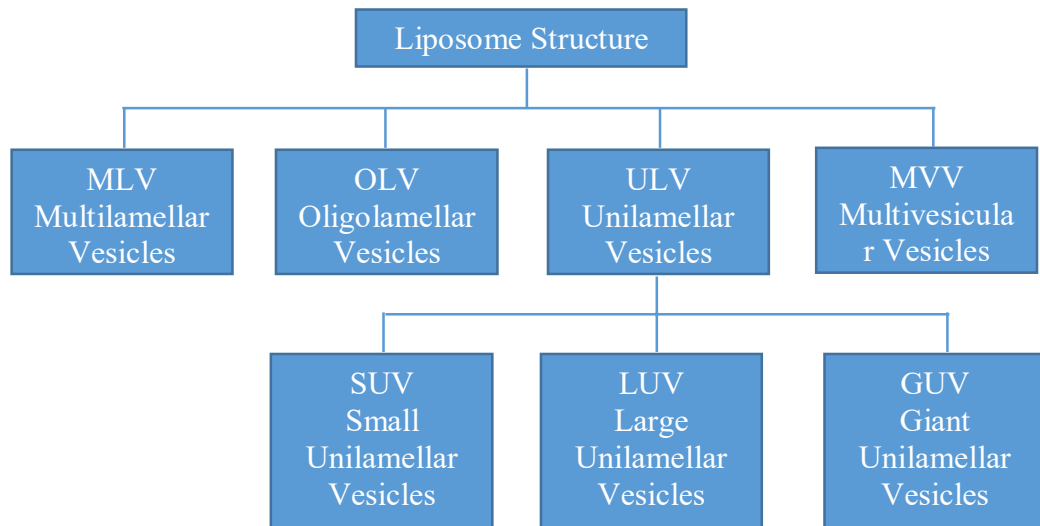 Liposome Structure
MLV
Multilamellar
Vesicles
OLV
Oligolamellar
Vesicles
ULV
Unilamellar
Vesicles
MVV
Multivesicula
r Vesicles
SUV
Small
Unilamellar
Vesicles
LUV
Large
Unilamellar
Vesicles
GUV
Giant
Unilamellar
Vesicles